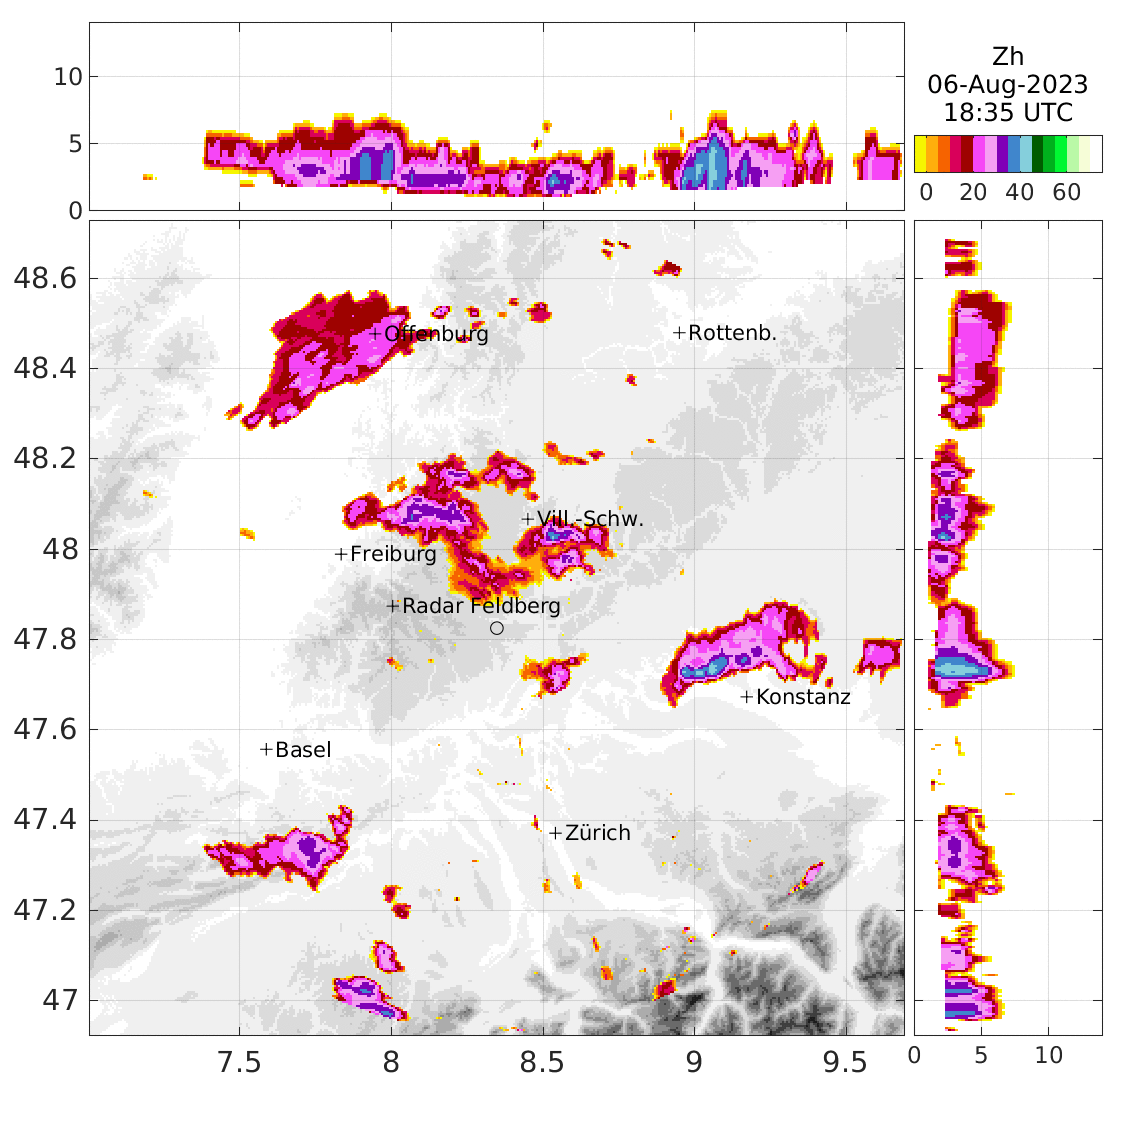 10
5
0
Zh
06-Aug-2023
18:35 UTC
0 20 40 60
48.6
48.4
48.2
48
47.8
47.6
47.4
47.2
47
+Offenburg
+Rottenb.
+Vill.-Schw.
+Freiburg
+Radar Feldberg
+Konstanz
+Basel
+Zürich
7.5 8 8.5 9 9.5
0 5 10